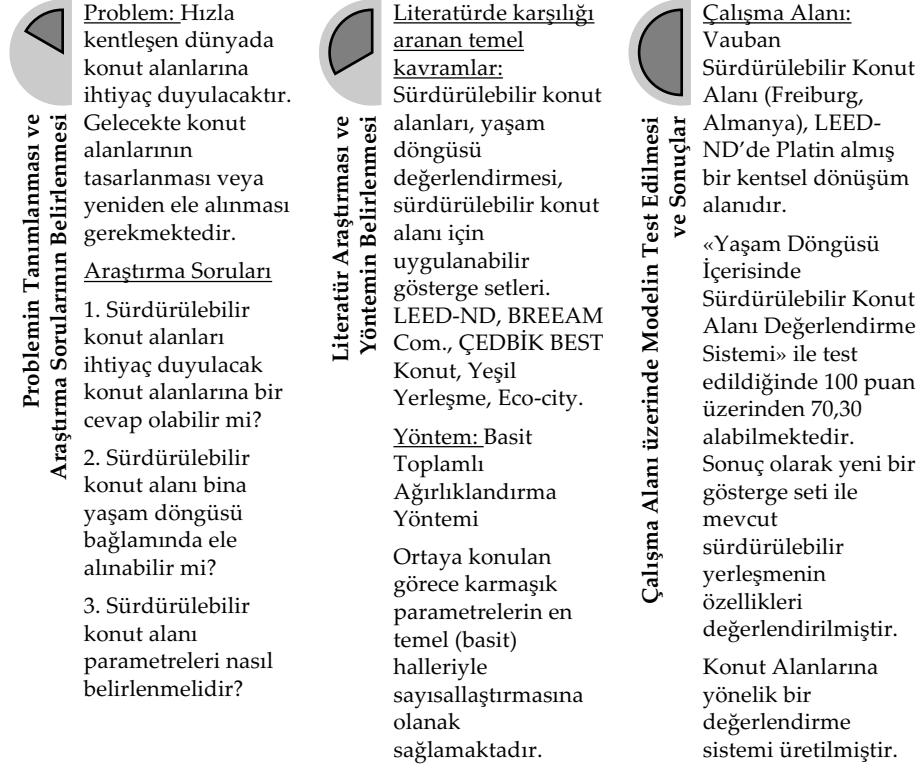 Problemin Tanımlanması ve
Araştırma Sorularının Belirlenmesi
Problem: Hızla
kentleşen dünyada
konut alanlarına
ihtiyaç duyulacaktır.
Gelecekte konut
alanlarının
tasarlanması veya
yeniden ele alınması
gerekmektedir.
Araştırma Soruları
1. Sürdürülebilir
konut alanları
ihtiyaç duyulacak
konut alanlarına bir
cevap olabilir mi?
2. Sürdürülebilir
konut alanı bina
yaşam döngüsü
bağlamında ele
alınabilir mi?
3. Sürdürülebilir
konut alanı
parametreleri nasıl
belirlenmelidir?
Literatür Araştırması ve
Yöntemin Belirlenmesi
Literatürde karşılığı
aranan temel
kavramlar:
Sürdürülebilir konut
alanları, yaşam
döngüsü
değerlendirmesi,
sürdürülebilir konut
alanı için
uygulanabilir
gösterge setleri.
LEED-ND, BREEAM
Com., ÇEDBİK BEST
Konut, Yeşil
Yerleşme, Eco-city.
Yöntem: Basit
Toplamlı
Ağırlıklandırma
Yöntemi
Ortaya konulan
görece karmaşık
parametrelerin en
temel (basit)
halleriyle
sayısallaştırmasına
olanak
sağlamaktadır.
Çalışma Alanı üzerinde Modelin Test Edilmesi
ve Sonuçlar
Çalışma Alanı:
Vauban
Sürdürülebilir Konut
Alanı (Freiburg,
Almanya), LEED-
ND’de Platin almış
bir kentsel dönüşüm
alanıdır.
«Yaşam Döngüsü
İçerisinde
Sürdürülebilir Konut
Alanı Değerlendirme
Sistemi» ile test
edildiğinde 100 puan
üzerinden 70,30
alabilmektedir.
Sonuç olarak yeni bir
gösterge seti ile
mevcut
sürdürülebilir
yerleşmenin
özellikleri
değerlendirilmiştir.
Konut Alanlarına
yönelik bir
değerlendirme
sistemi üretilmiştir.